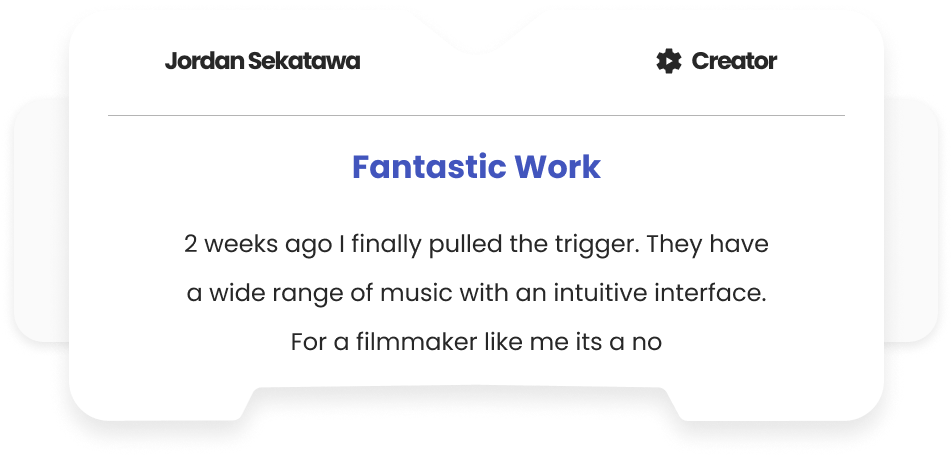 Jordan Sekatawa
Creator
Fantastic Work
2 weeks ago I finally pulled the trigger. They have
a wide range of music with an intuitive interface.
For a filmmaker like me its a no